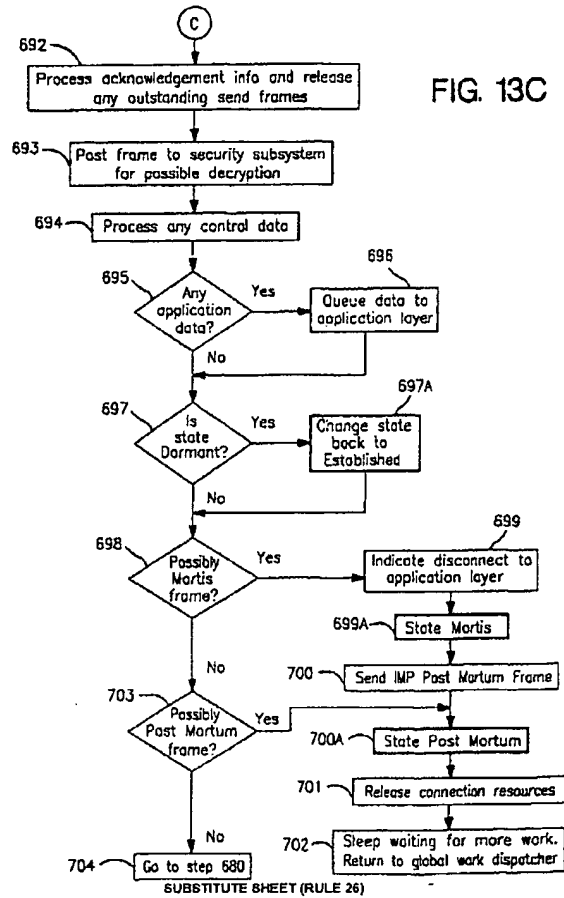 C
692
Process acknowledgement info and release
any outstanding send frames
FIG. 13C
693
Post frame to security subsystem
for possible decryption
694
Process any control data
695
Any
application
data?
Yes
696
Queue data to
application layer
No
697
Is
state
Dormant?
Yes
697A
Change state
back to
Established
No
698
Possibly
Mortis
frame?
Yes
699
Indicate disconnect to
application layer
699A
State Mortis
No
700
Send IMP Post Mortum Frame
703
Possibly
Post Mortum
frame?
Yes
700A
State Post Mortum
701
Release connection resources
No
702
Sleep waiting for more work.
Return to global work dispatcher
704
Go to step 680
SUBSTITUTE SHEET (RULE 26)